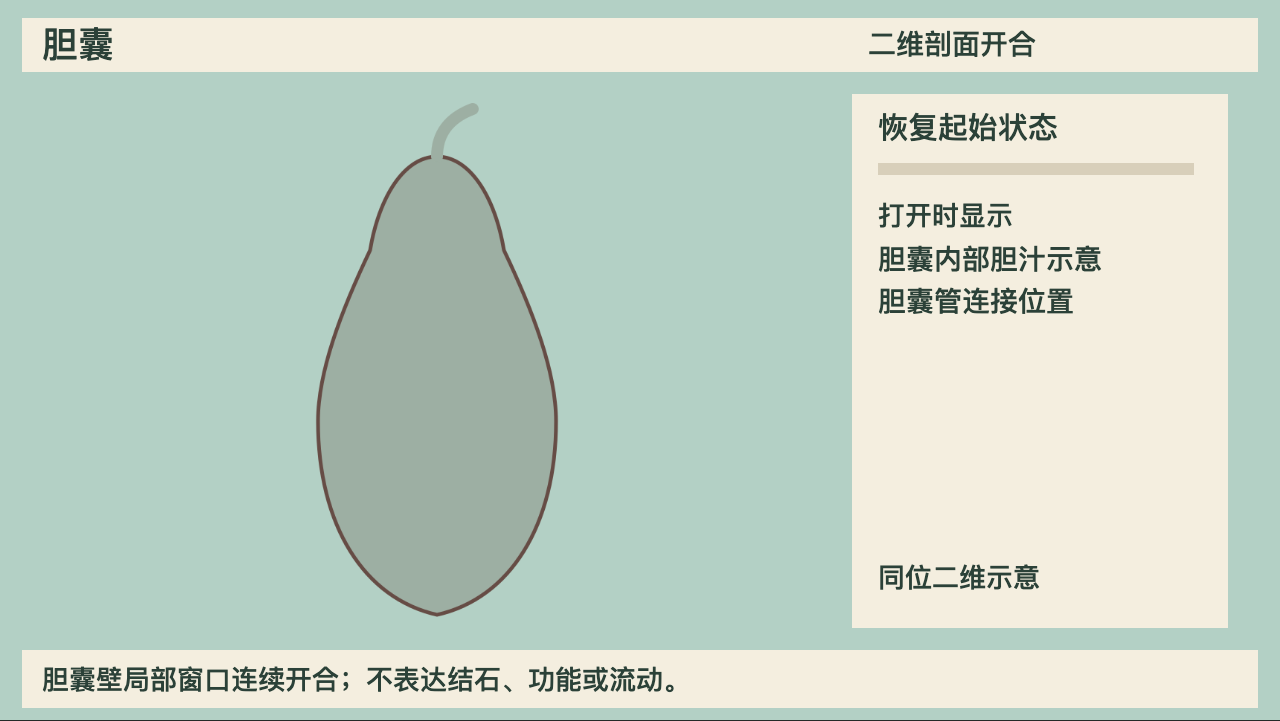 胆囊
二维剖面开合
恢复起始状态
打开时显示
胆囊内部胆汁示意
胆囊管连接位置
同位二维示意
胆囊壁局部窗口连续开合；不表达结石、功能或流动。